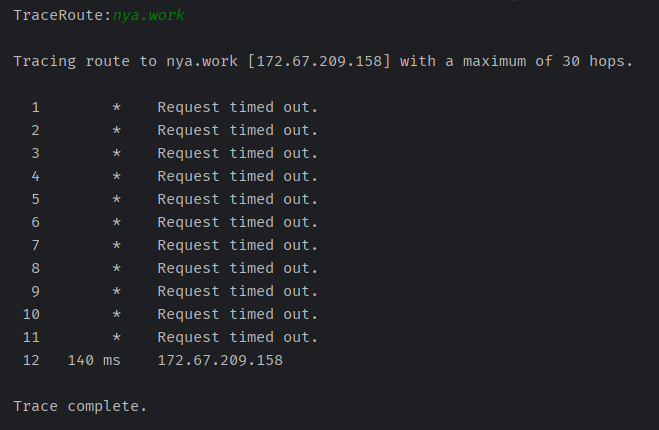 TraceRoute:nya.work
Tracing route to nya.work [172.67.209.158] with a maximum of 30 hops.
1 * Request timed out.
2 * Request timed out.
3 * Request timed out.
4 * Request timed out.
5 * Request timed out.
6 * Request timed out.
7 * Request timed out.
8 * Request timed out.
9 * Request timed out.
10 * Request timed out.
11 * Request timed out.
12 140 ms 172.67.209.158
Trace complete.